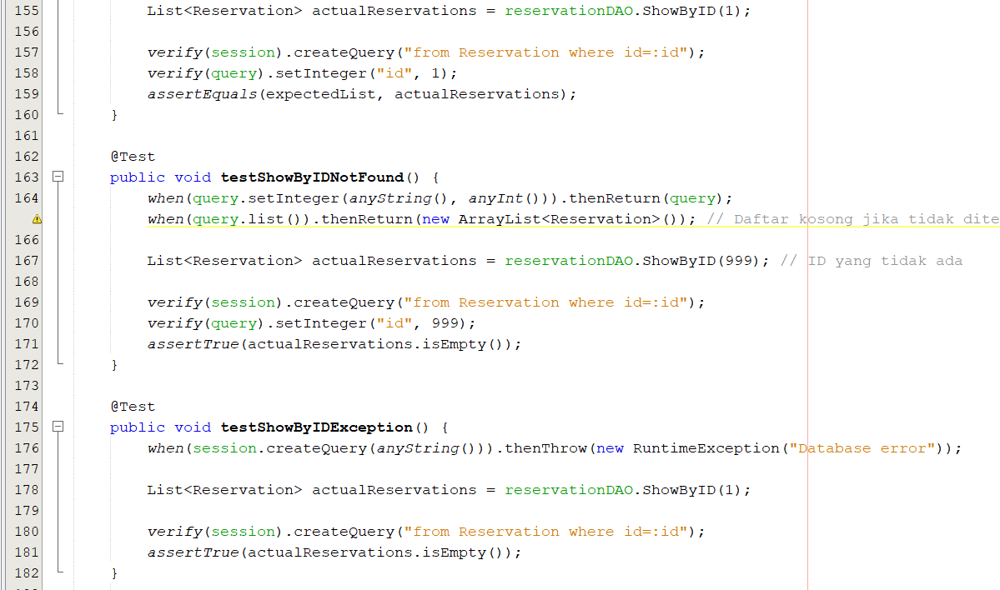 155 List<Reservation> actualReservations = reservationDAO.ShowByID(1);
156
157 verify(session).createQuery("from Reservation where id=:id");
158 verify(query).setInteger("id", 1);
159 assertEquals(expectedList, actualReservations);
160 }
161
162 @Test
163 public void testShowByIDNotFound() {
164 when(query.setInteger(anyString(), anyInt())).thenReturn(query);
when(query.list()).thenReturn(new ArrayList<Reservation>()); // Daftar kosong jika tidak dite
166
167 List<Reservation> actualReservations = reservationDAO.ShowByID(999); // ID yang tidak ada
168
169 verify(session).createQuery("from Reservation where id=:id");
170 verify(query).setInteger("id", 999);
171 assertTrue(actualReservations.isEmpty());
172 }
173
174 @Test
175 public void testShowByIDException() {
176 when(session.createQuery(anyString())).thenThrow(new RuntimeException("Database error"));
177
178 List<Reservation> actualReservations = reservationDAO.ShowByID(1);
179
180 verify(session).createQuery("from Reservation where id=:id");
181 assertTrue(actualReservations.isEmpty());
182 }